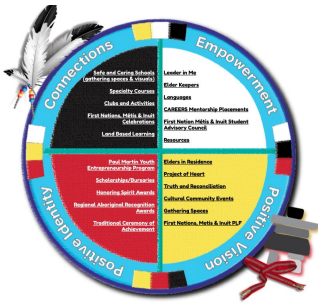 Connections
Empowerment
Safe and Caring Schools
(gathering spaces & visuals)
Specialty Courses
Clubs and Activities
First Nations, Métis & Inuit
Celebrations
Land Based Learning
Leader in Me
Elder Keepers
Languages
CAREERS Mentorship Placements
First Nation Métis & Inuit Student
Advisory Council
Resources
Paul Martin Youth
Entrepreneurship Program
Scholarships/Bursaries
Honoring Spirit Awards
Regional Aboriginal Recognition
Awards
Traditional Ceremony of
Achievement
Elders in Residence
Project of Heart
Truth and Reconciliation
Cultural Community Events
Gathering Spaces
First Nations, Metis & Inuit PLF
Positive Identity
Positive Vision